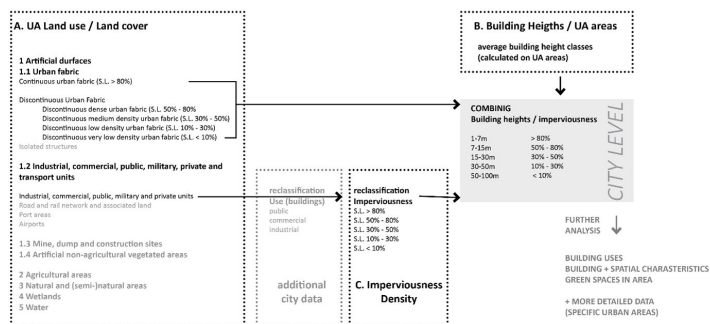 A. UA Land use / Land cover
1 Artificial durfaces
1.1 Urban fabric
Continuous urban fabric (S.L. > 80%)
Discontinuous Urban Fabric
Discontinuous dense urban fabric (S.L. 50% - 80%
Discontinuous medium density urban fabric (S.L. 30% - 50%)
Discontinuous low density urban fabric (S.L. 10% - 30%)
Discontinuous very low density urban fabric (S.L. < 10%)
Isolated structures
1.2 Industrial, commercial, public, military, private and
transport units
Industrial, commercial, public, military and private units
Road and rail network and associated land
Port areas
Airports
1.3 Mine, dump and construction sites
1.4 Artificial non-agricultural vegetated areas
2 Agricultural areas
3 Natural and (semi-)natural areas
4 Wetlands
5 Water
reclassification
Use (buildings)
public
commercial
industrial
additional
city data
reclassification
Imperviousness
S.L. > 80%
S.L. 50% - 80%
S.L. 30% - 50%
S.L. 10% - 30%
S.L. < 10%
C. Imperviousness
Density
B. Building Heigths / UA areas
average building height classes
(calculated on UA areas)
COMBINIG
Building heights / imperviousness
1-7m > 80%
7-15m 50% - 80%
15-30m 30% - 50%
30-50m 10% - 30%
50-100m < 10%
CITY LEVEL
FURTHER
ANALYSIS
BUILDING USES
BUILDING + SPATIAL CHARASTERISTICS
GREEN SPACES IN AREA
+ MORE DETAILED DATA
(SPECIFIC URBAN AREAS)